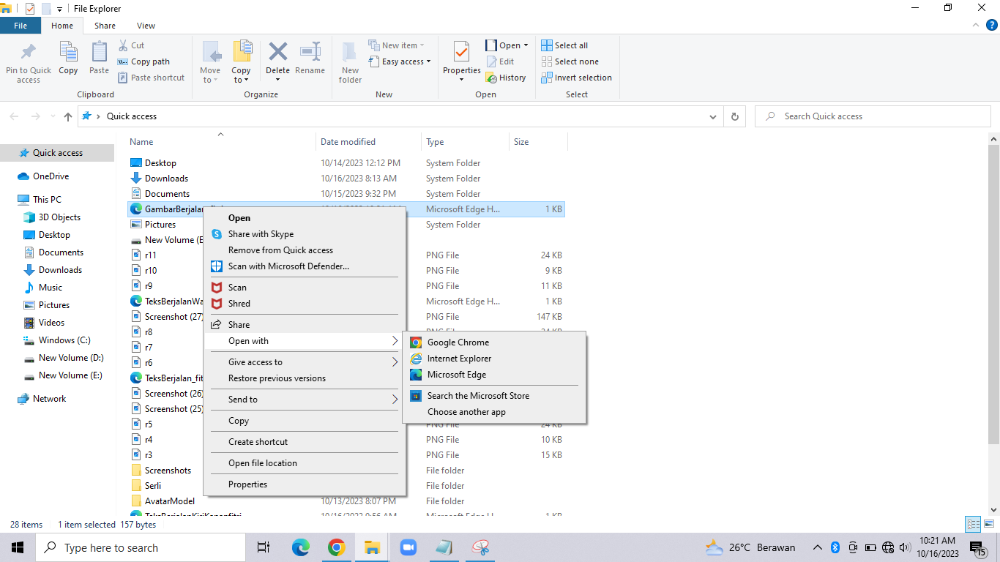 File Explorer
File Home Share View
Pin to Quick access
Copy
Paste
Cut
Copy path
Paste shortcut
Clipboard
Move to
Copy to
Delete
Rename
Organize
New folder
New item
Easy access
New
Properties
Open
Edit
History
Open
Select all
Select none
Invert selection
Select
Quick access
Search Quick access
Quick access
OneDrive
This PC
3D Objects
Desktop
Documents
Downloads
Music
Pictures
Videos
Windows (C:)
New Volume (D:)
New Volume (E:)
Network
Name Date modified Type Size
Desktop 10/14/2023 12:12 PM System Folder
Downloads 10/16/2023 8:13 AM System Folder
Documents 10/15/2023 9:32 PM System Folder
GambarBerjalan Microsoft Edge H... 1 KB
Pictures System Folder
New Volume (E
r11 PNG File 24 KB
r10 PNG File 9 KB
r9 PNG File 11 KB
TeksBerjalanWa Microsoft Edge H... 1 KB
Screenshot (27) PNG File 147 KB
r8
r7
r6
TeksBerjalan_fit
Screenshot (26)
Screenshot (25)
r5 PNG File 24 KB
r4 PNG File 10 KB
r3 PNG File 15 KB
Screenshots File folder
Serli File folder
AvatarModel 10/13/2023 8:07 PM File folder
TeksBerjalanKiriKananfitri 10/16/2023 9:56 AM Microsoft Edge H... 1 KB
Open
Share with Skype
Remove from Quick access
Scan with Microsoft Defender...
Scan
Shred
Share
Open with
Give access to
Restore previous versions
Send to
Copy
Create shortcut
Open file location
Properties
Google Chrome
Internet Explorer
Microsoft Edge
Search the Microsoft Store
Choose another app
28 items 1 item selected 157 bytes
Type here to search
26°C Berawan
10:21 AM
10/16/2023
15